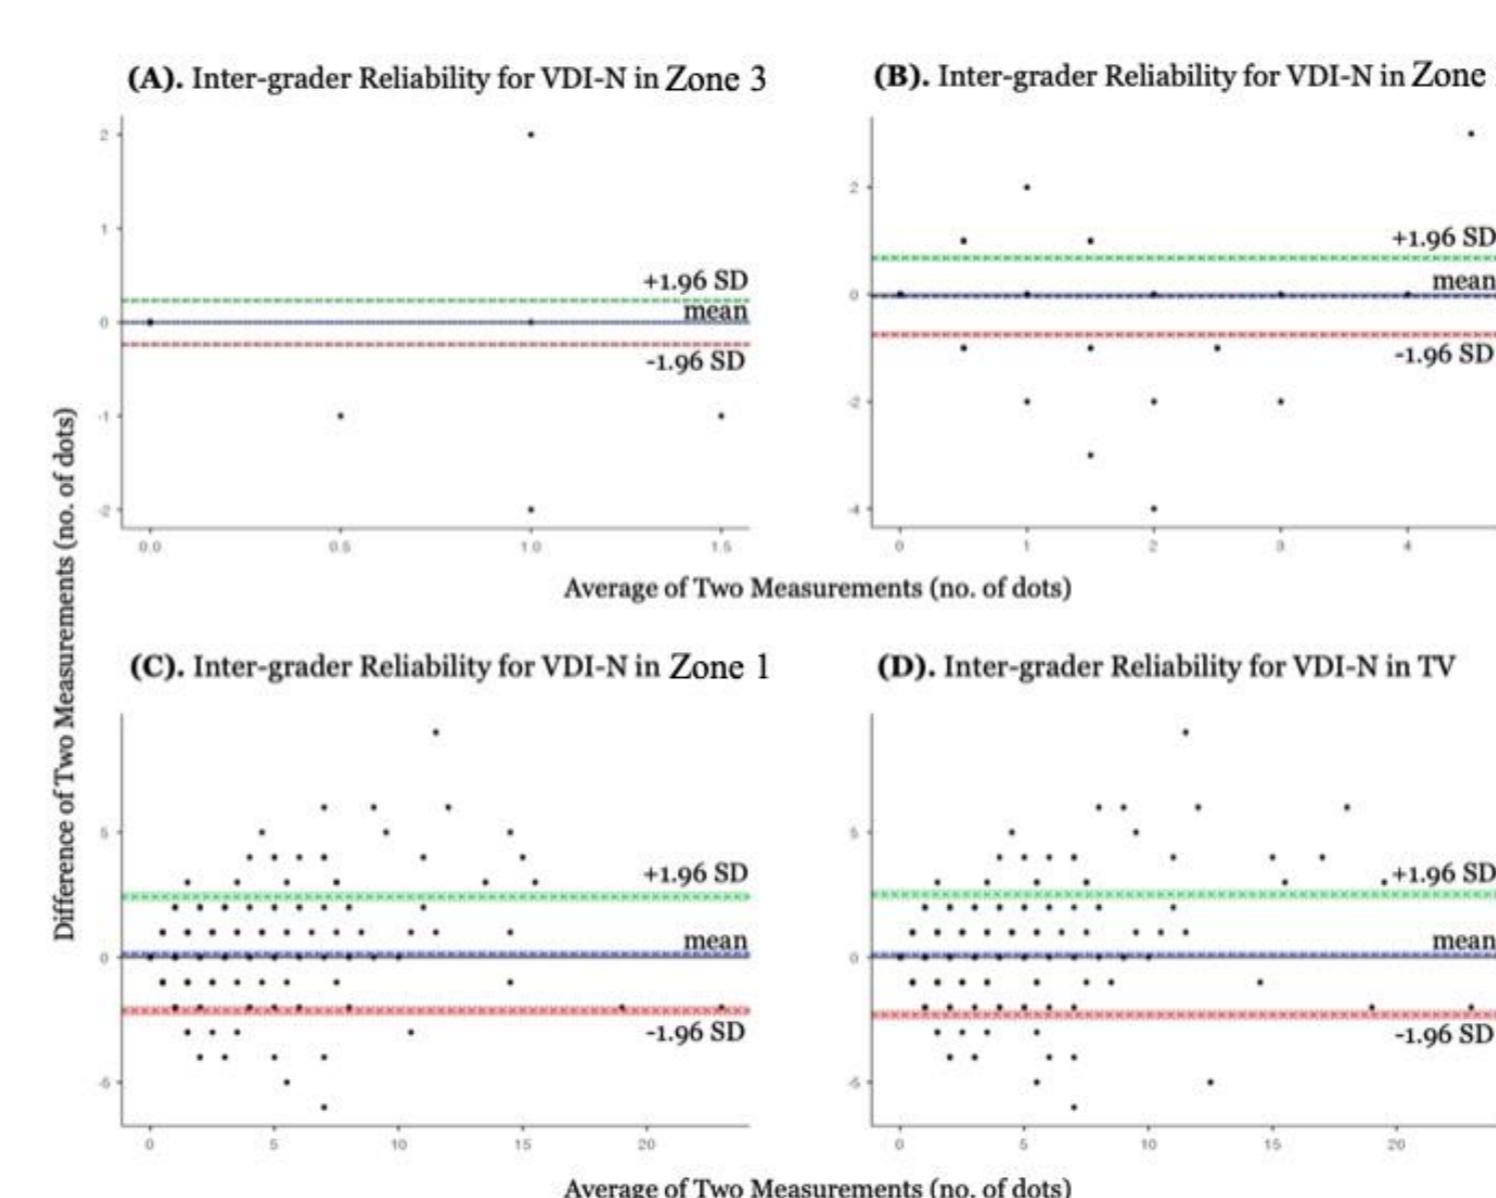 (A). Inter-grader Reliability for VDI-N in Zone 3
2
1
0
-1
-2
+1.96 SD
mean
-1.96 SD
0.0 0.5 1.0 1.5
(B). Inter-grader Reliability for VDI-N in Zone
2
0
-2
-4
+1.96 SD
mean
-1.96 SD
0 1 2 3 4
Difference of Two Measurements (no. of dots)
Average of Two Measurements (no. of dots)
(C). Inter-grader Reliability for VDI-N in Zone 1
5
0
-5
+1.96 SD
mean
-1.96 SD
0 5 10 15 20
(D). Inter-grader Reliability for VDI-N in TV
5
0
-5
+1.96 SD
mean
-1.96 SD
0 5 10 15 20
Average of Two Measurements (no. of dots)